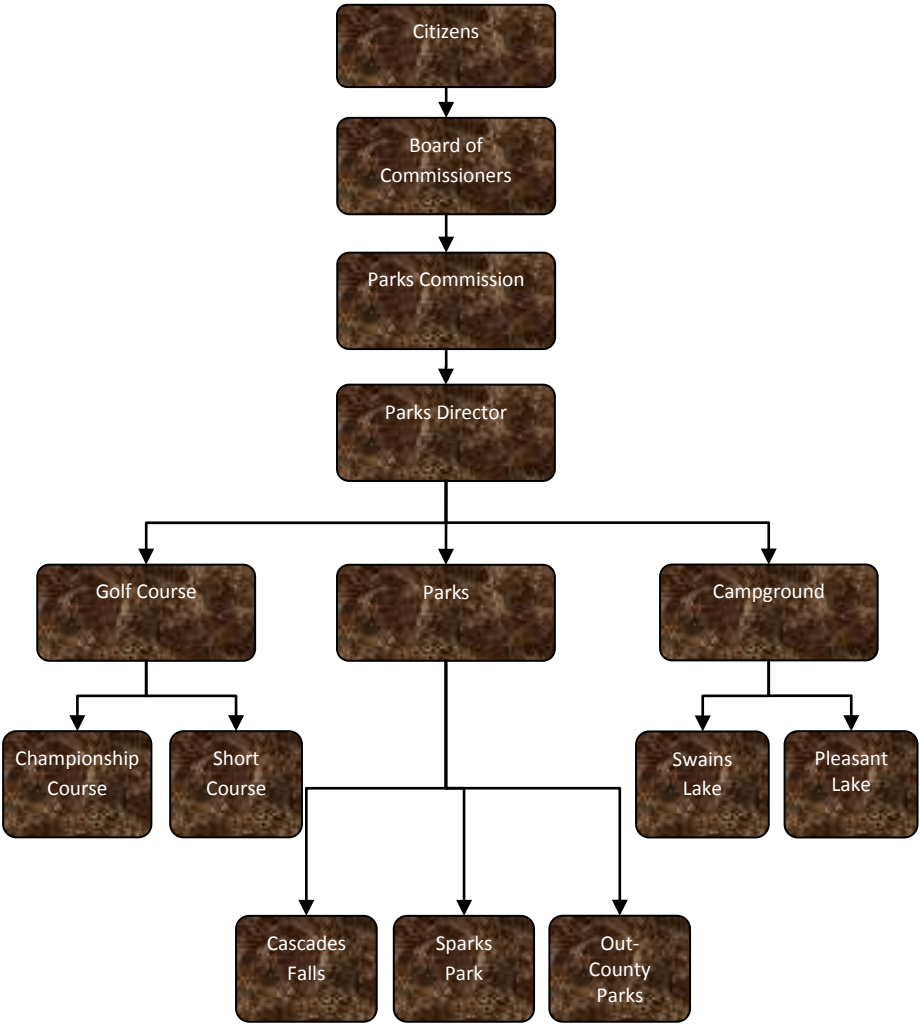 Citizens
Board of
Commissioners
Parks Commission
Parks Director
Golf Course
Parks
Campground
Championship
Course
Short
Course
Swains
Lake
Pleasant
Lake
Cascades
Falls
Sparks
Park
Out-
County
Parks